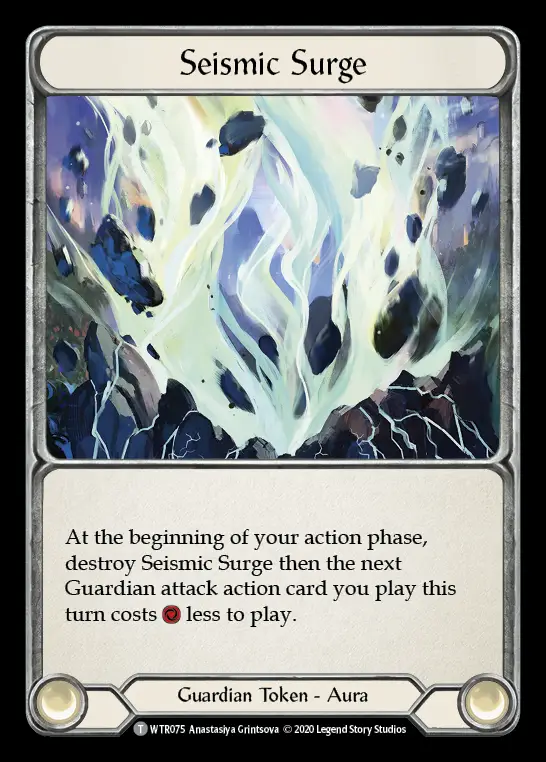 Seismic Surge
At the beginning of your action phase,
destroy Seismic Surge then the next
Guardian attack action card you play this
turn costs less to play.
Guardian Token - Aura
T WTR075 Anastasiya Grintsova © 2020 Legend Story Studios